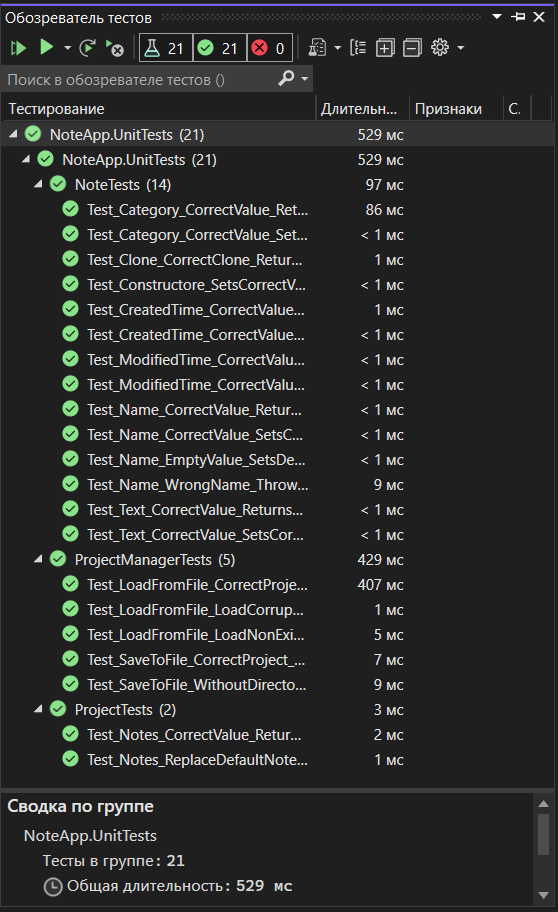 Обозреватель тестов
21 21 0
Поиск в обозревателе тестов ()
Тестирование Длительн... Признаки С.
NoteApp.UnitTests (21) 529 мс
NoteApp.UnitTests (21) 529 мс
NoteTests (14) 97 мс
Test_Category_CorrectValue_Ret... 86 мс
Test_Category_CorrectValue_Set... < 1 мс
Test_Clone_CorrectClone_Retur... 1 мс
Test_Constructore_SetsCorrectV... < 1 мс
Test_CreatedTime_CorrectValue... 1 мс
Test_CreatedTime_CorrectValue... < 1 мс
Test_ModifiedTime_CorrectValu... < 1 мс
Test_ModifiedTime_CorrectValu... < 1 мс
Test_Name_CorrectValue_Retur... < 1 мс
Test_Name_CorrectValue_SetsC... < 1 мс
Test_Name_EmptyValue_SetsDe... < 1 мс
Test_Name_WrongName_Throw... 9 мс
Test_Text_CorrectValue_Returns... < 1 мс
Test_Text_CorrectValue_SetsCor... < 1 мс
ProjectManagerTests (5) 429 мс
Test_LoadFromFile_CorrectProje... 407 мс
Test_LoadFromFile_LoadCorrup... 1 мс
Test_LoadFromFile_LoadNonExi... 5 мс
Test_SaveToFile_CorrectProject_... 7 мс
Test_SaveToFile_WithoutDirecto... 9 мс
ProjectTests (2) 3 мс
Test_Notes_CorrectValue_Retur... 2 мс
Test_Notes_ReplaceDefaultNote... 1 мс
Сводка по группе
NoteApp.UnitTests
Тесты в группе: 21
Общая длительность: 529 мс